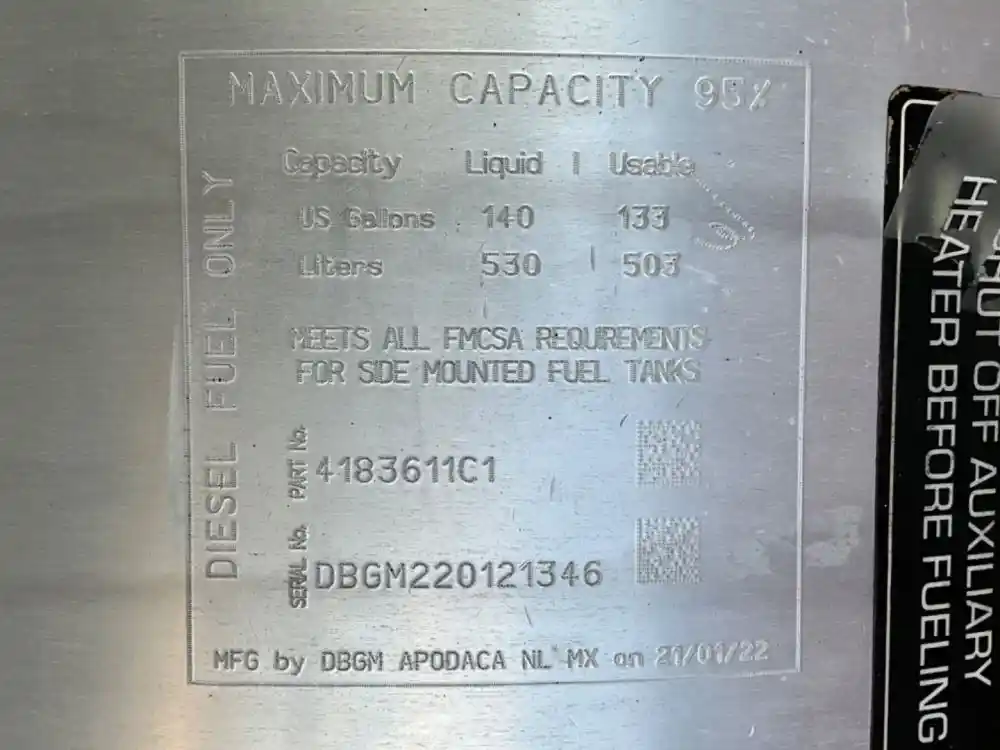 MAXIMUM CAPACITY 95%
Capacity Liquid | Usable
US Gallons 140 133
Liters 530 | 503
MEETS ALL FMCSA REQUIREMENTS
FOR SIDE MOUNTED FUEL TANKS
PART No. 4183611C1
SERIAL No. DBGM220121346
MFG by DBGM APODACA NL MX on 21/01/22
DIESEL FUEL ONLY
OFF AUXILIARY
HEATER BEFORE FUELING